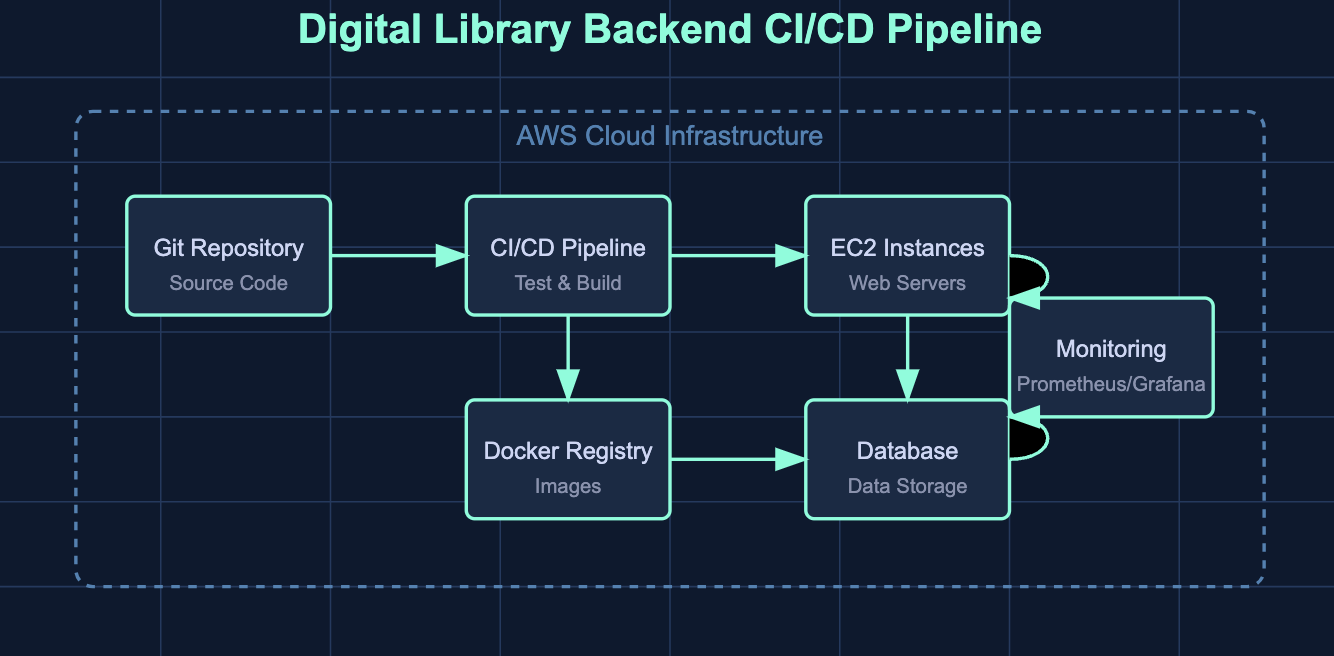 Digital Library Backend CI/CD Pipeline
AWS Cloud Infrastructure
Git Repository
Source Code
CI/CD Pipeline
Test & Build
EC2 Instances
Web Servers
Monitoring
Prometheus/Grafana
Docker Registry
Images
Database
Data Storage